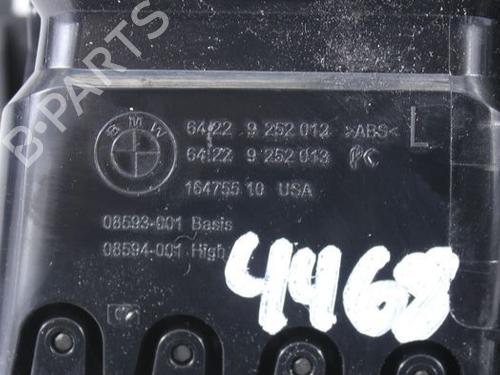 B-PARTS
BMW
64.22 9 252 012 >ABS< L
64.22 9 252 013 PC
164755 10 USA
08593-001 Basis
08594-001 High
4468